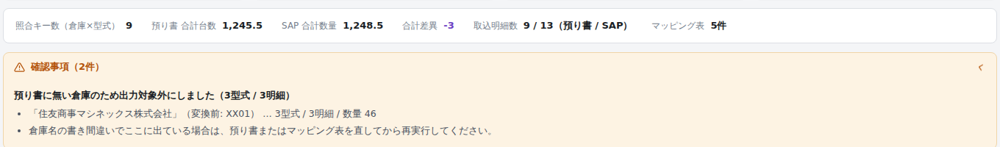 照合キー数（倉庫×型式） 9 預り書 合計台数 1,245.5 SAP 合計数量 1,248.5 合計差異 -3 取込明細数 9 / 13（預り書 / SAP） マッピング表 5件
確認事項（2件）
預り書に無い倉庫のため出力対象外にしました（3型式 / 3明細）
「住友商事マシネックス株式会社」（変換前: XX01） … 3型式 / 3明細 / 数量 46
倉庫名の書き間違いでここに出ている場合は、預り書またはマッピング表を直してから再実行してください。